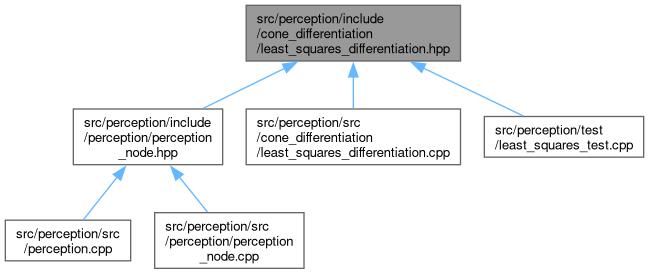 src/perception/include
/cone_differentiation
/least_squares_differentiation.hpp
src/perception/include
/perception/perception
_node.hpp
src/perception/src
/cone_differentiation
/least_squares_differentiation.cpp
src/perception/test
/least_squares_test.cpp
src/perception/src
/perception.cpp
src/perception/src
/perception/perception
_node.cpp